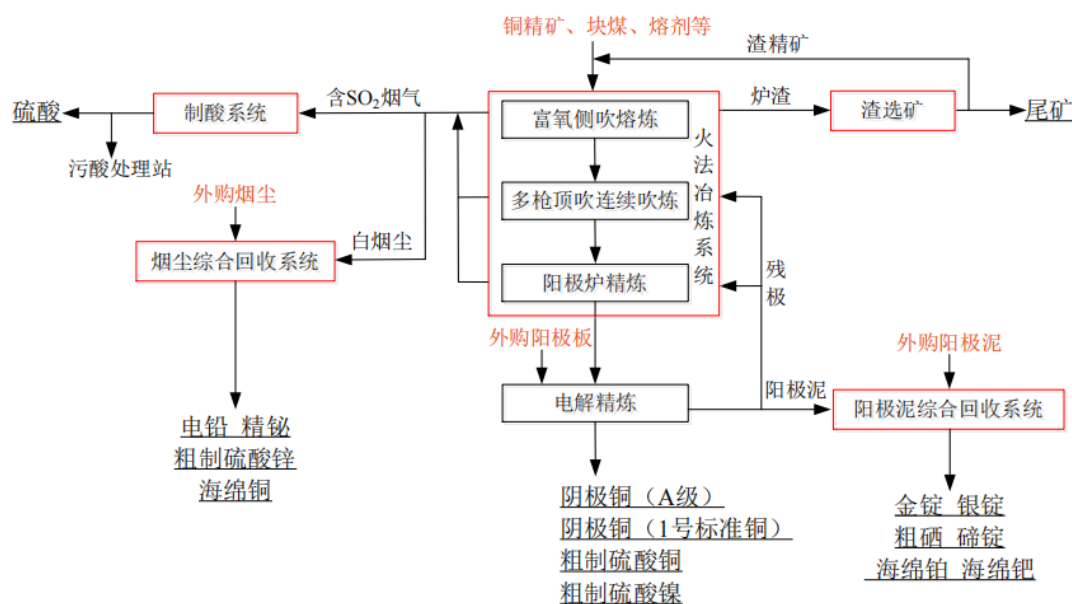 铜精矿、块煤、熔剂等
渣精矿
硫酸
制酸系统
含SO₂烟气
富氧侧吹熔炼
炉渣
渣选矿
尾矿
污酸处理站
火法冶炼系统
外购烟尘
多枪顶吹连续吹炼
白烟尘
烟尘综合回收系统
阳极炉精炼
残极
外购阳极板
外购阳极泥
电解精炼
阳极泥
阳极泥综合回收系统
电铅 精铋
粗制硫酸锌
海绵铜
阴极铜（A级）
阴极铜（1号标准铜）
粗制硫酸铜
粗制硫酸镍
金锭 银锭
粗硒 碲锭
海绵铂 海绵钯